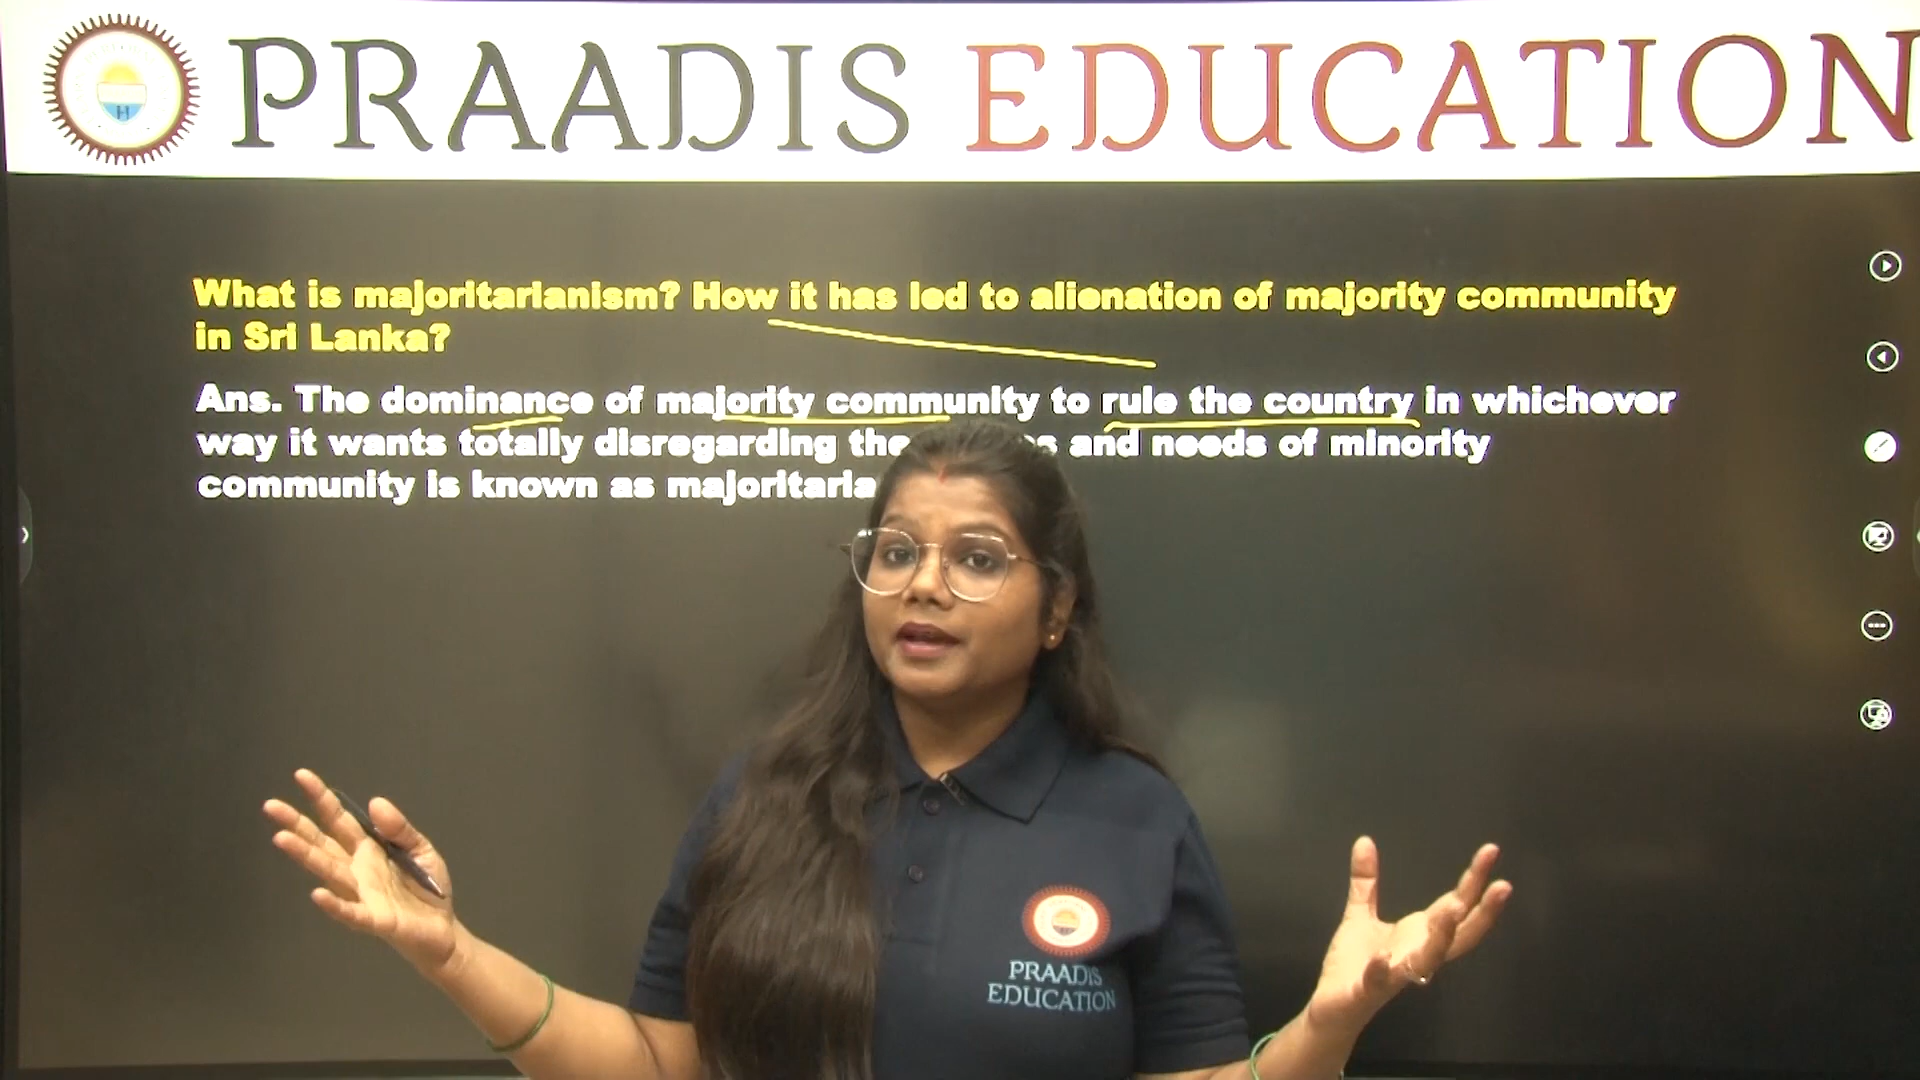 PRAADIS EDUCATION
What is majoritarianism? How it has led to alienation of majority community
in Sri Lanka?
Ans. The dominance of majority community to rule the country in whichever
way it wants totally disregarding the and needs of minority
community is known as
PRAADIS
EDUCATION